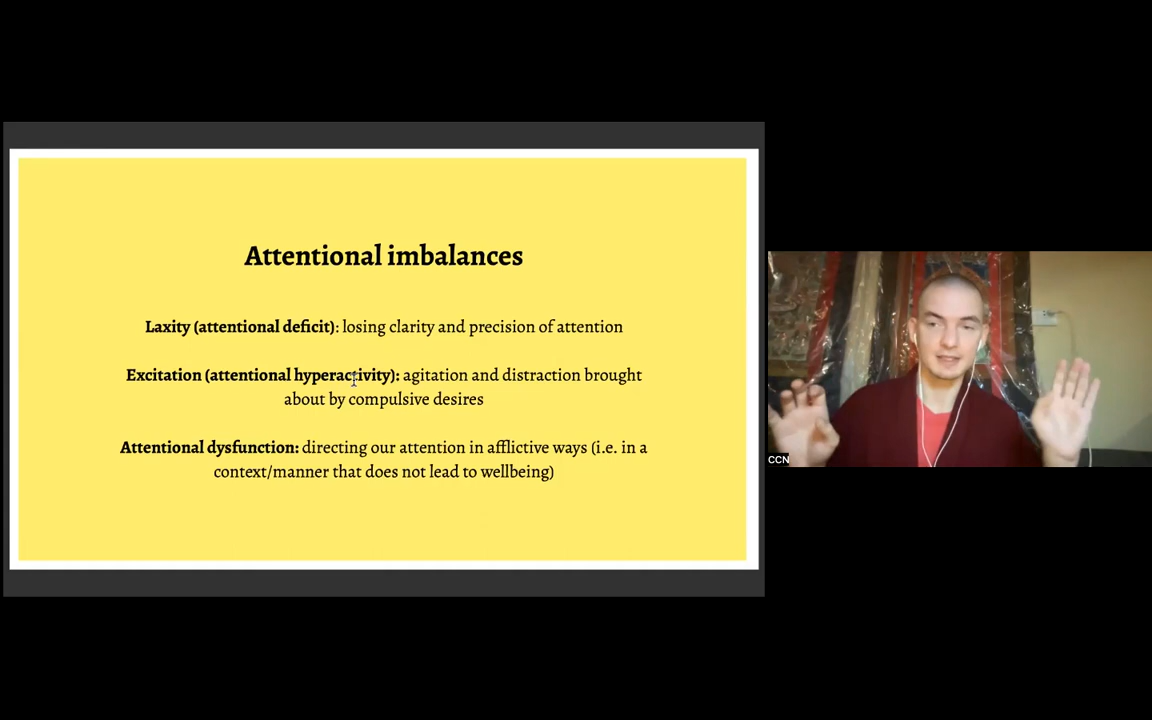 Attentional imbalances
Laxity (attentional deficit): losing clarity and precision of attention
Excitation (attentional hyperactivity): agitation and distraction brought
about by compulsive desires
Attentional dysfunction: directing our attention in afflictive ways (i.e. in a
context/manner that does not lead to wellbeing)
CCN